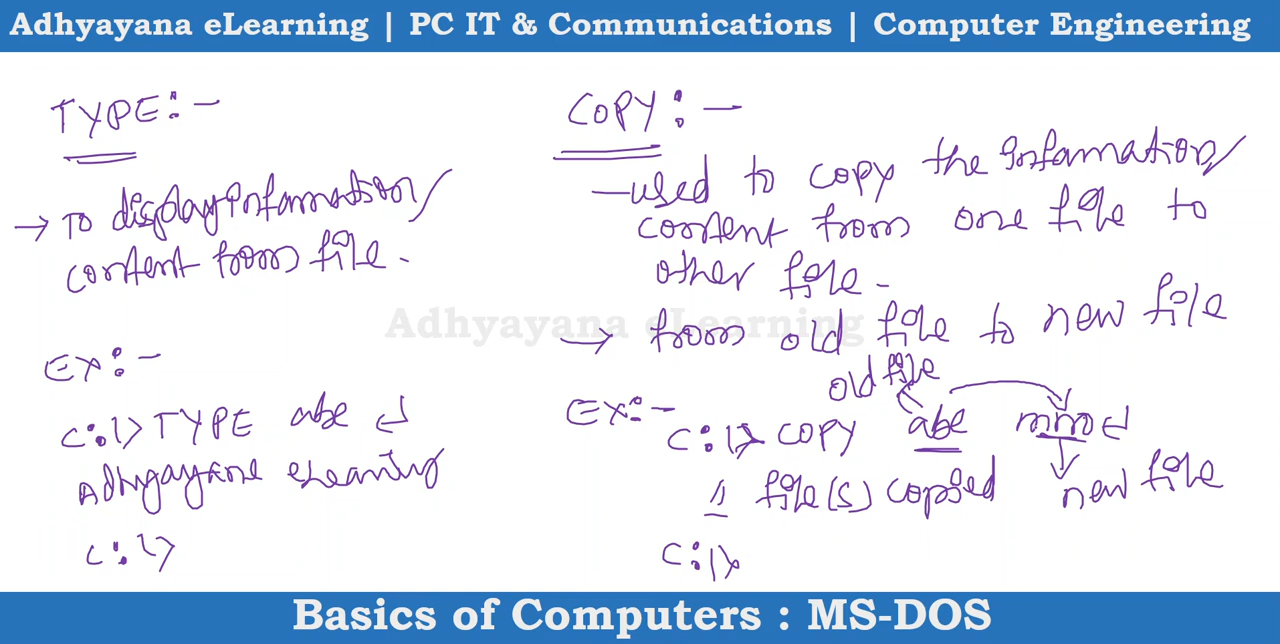 Adhyayana eLearning | PC IT & Communications | Computer Engineering
TYPE:-
→ To display information/
content from file.
Ex:-
C:\> TYPE abc ↵
Adhyayana eLearning
C:\>
COPY:-
- used to copy the information/
content from one file to
other file.
→ from old file to new file
old file
Ex:-
C:\> COPY abc mm ↵
1 file(s) copied
new file
C:\>
Adhyayana eLearning
Basics of Computers : MS-DOS